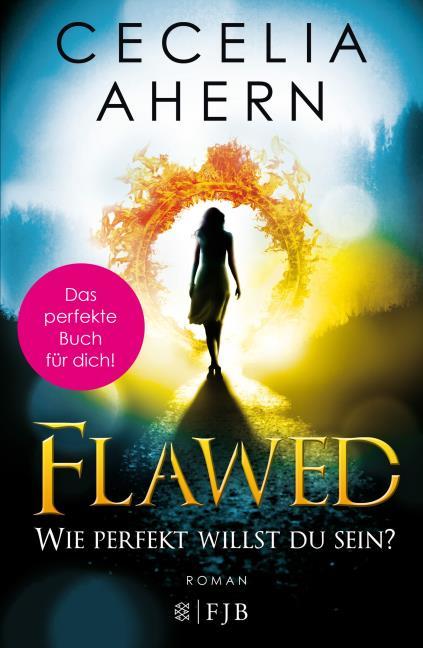 CECELIA
AHERN
Das
perfekte
Buch
für dich!
FLAWED
WIE PERFEKT WILLST DU SEIN?
ROMAN
FJB